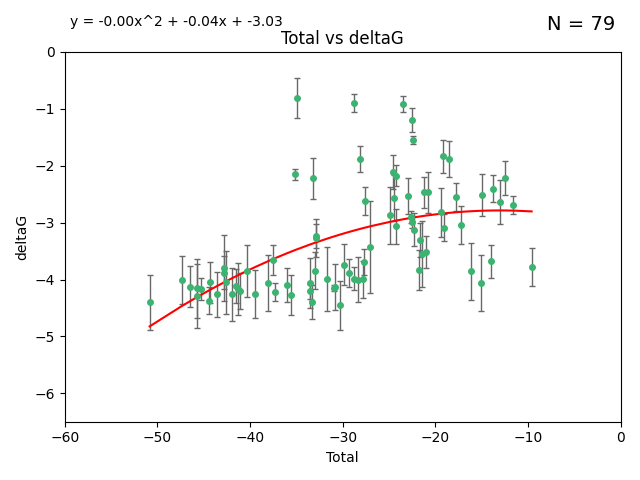 y = -0.00x^2 + -0.04x + -3.03
N = 79
Total vs deltaG
0
−1
−2
−3
−4
−5
−6
deltaG
−60 −50 −40 −30 −20 −10 0
Total